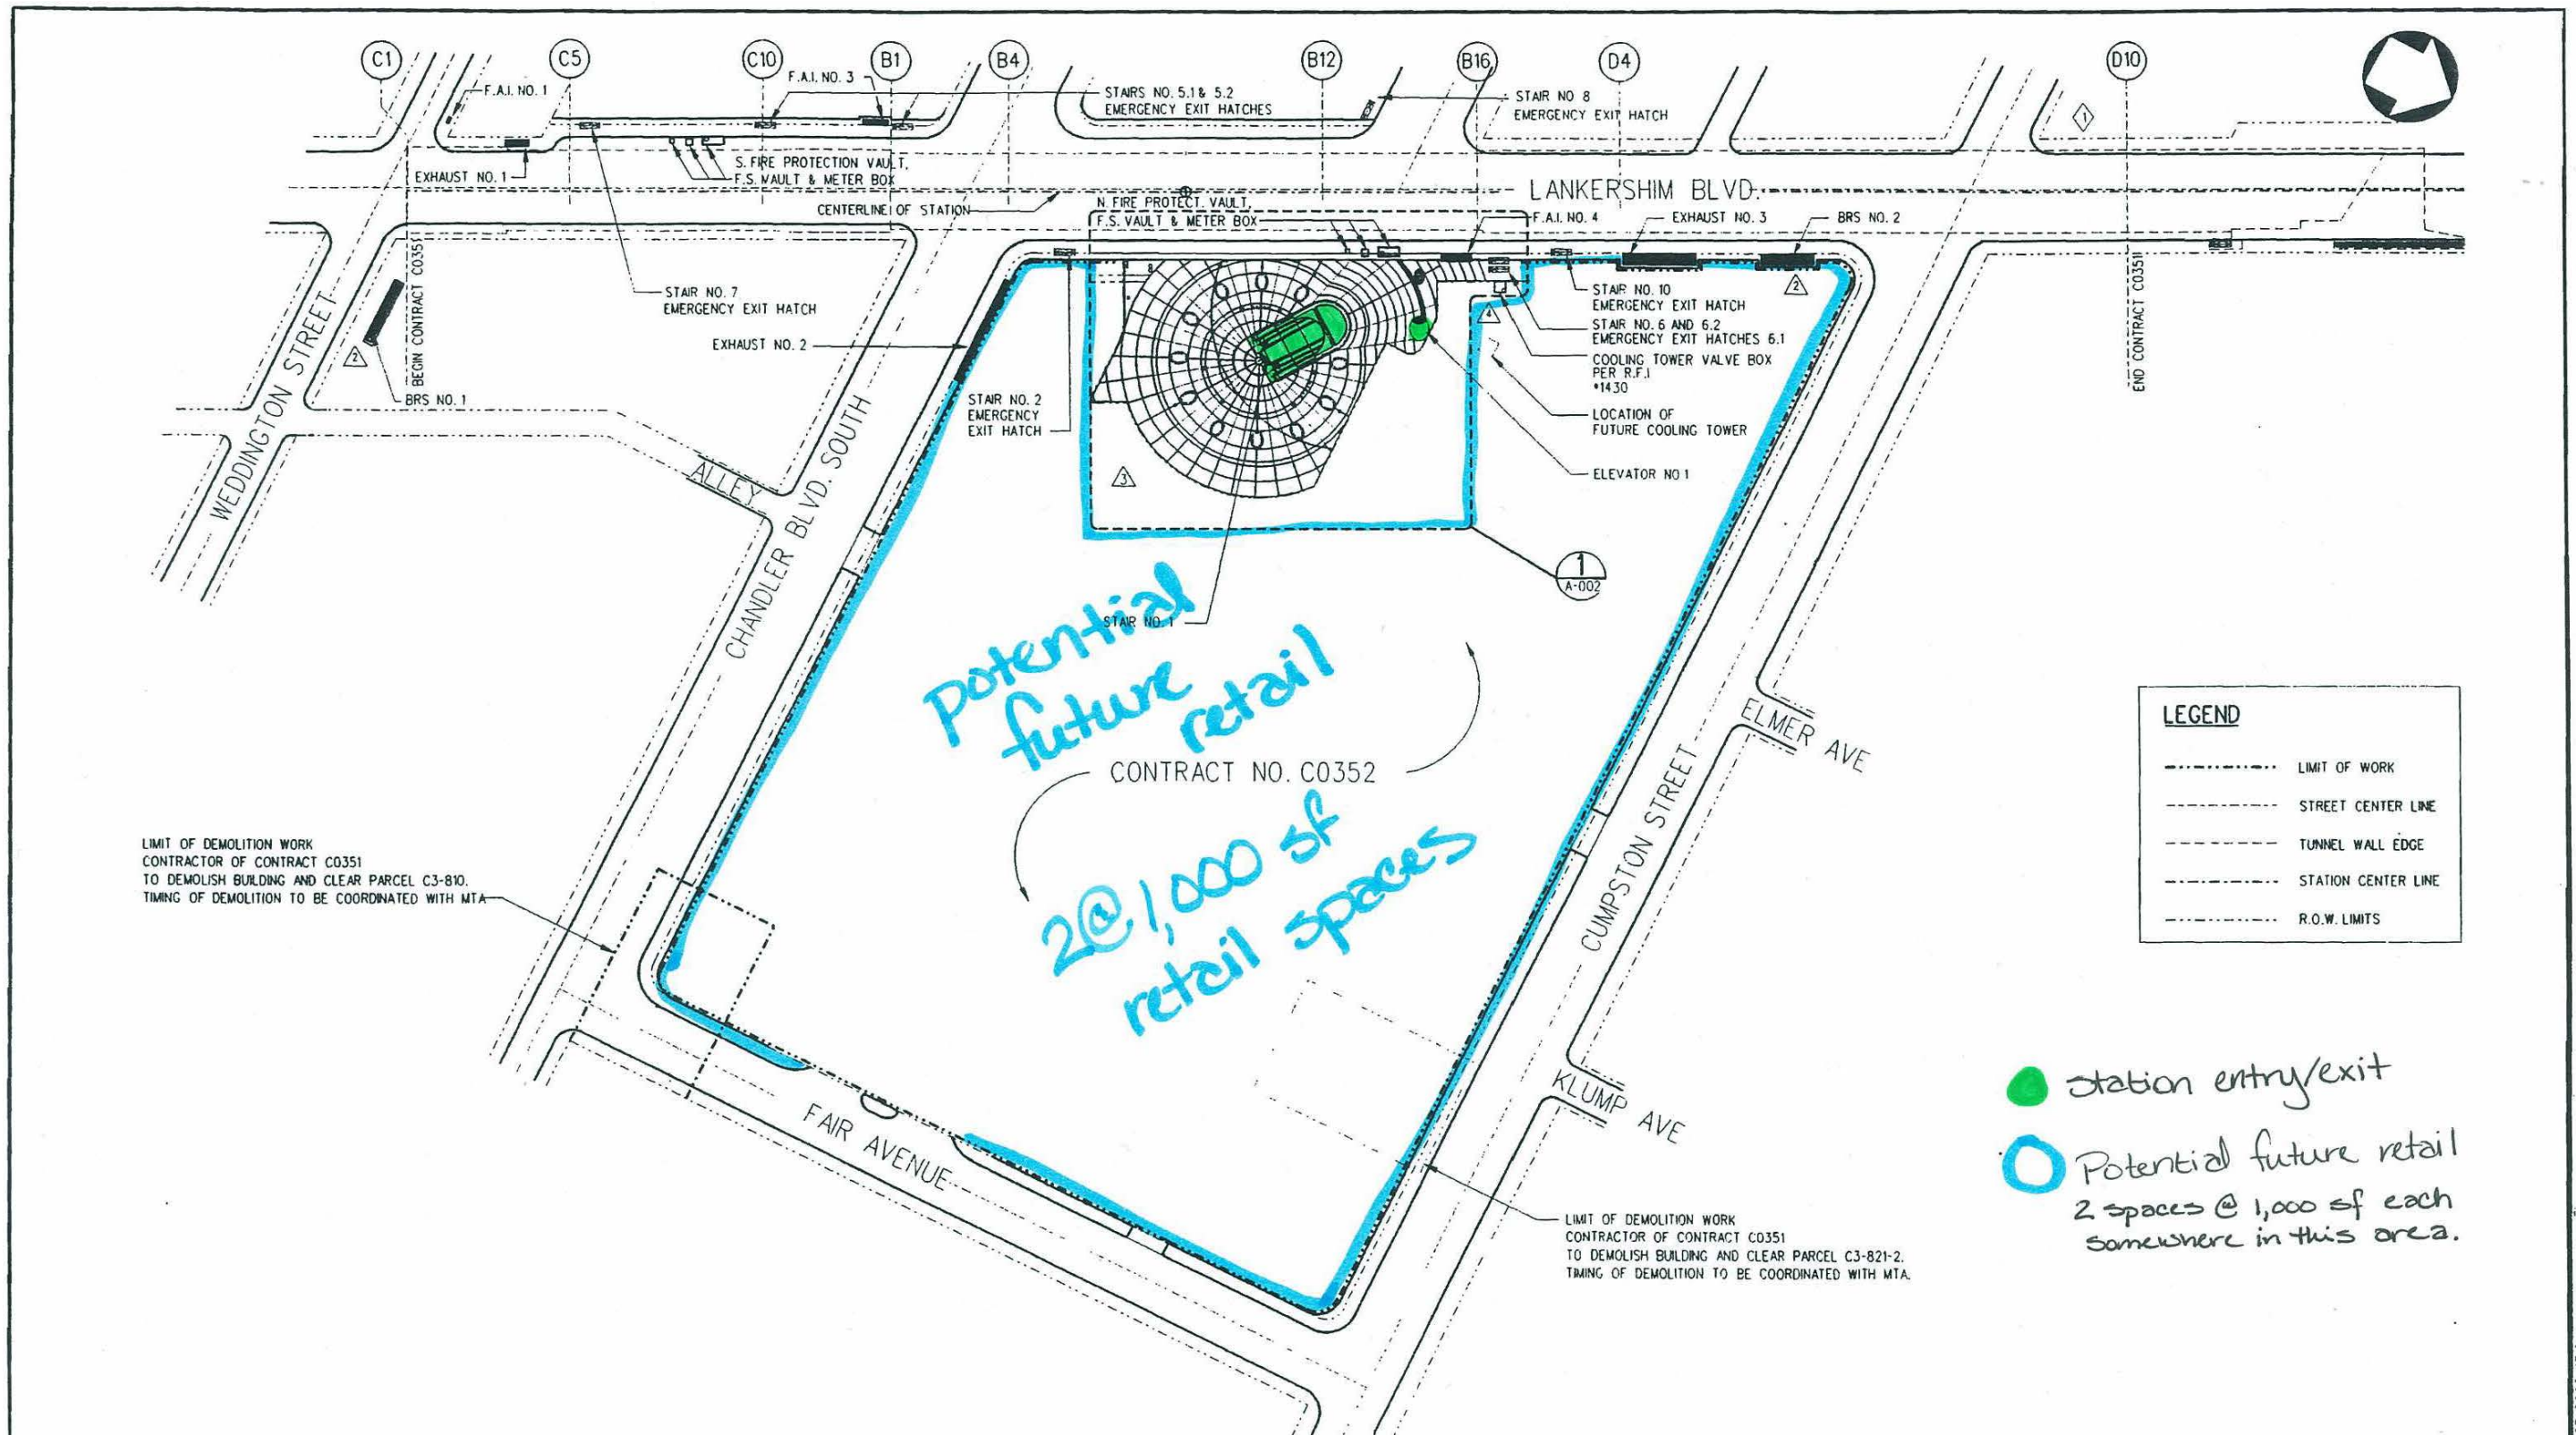 C1
C5
C10
B1
B4
B12
B16
D4
D10
F.A.I. NO. 1
F.A.I. NO. 3
STAIRS NO. 5.1 & 5.2
EMERGENCY EXIT HATCHES
STAIR NO 8
EMERGENCY EXIT HATCH
1
EXHAUST NO. 1
S. FIRE PROTECTION VAULT,
F.S. VAULT & METER BOX
LANKERSHIM BLVD.
CENTERLINE OF STATION
N. FIRE PROTECT. VAULT,
F.S. VAULT & METER BOX
F.A.I. NO. 4
EXHAUST NO. 3
BRS NO. 2
BEGIN CONTRACT C0351
END CONTRACT C0351
STAIR NO. 7
EMERGENCY EXIT HATCH
EXHAUST NO. 2
2
BRS NO. 1
STAIR NO. 2
EMERGENCY
EXIT HATCH
2
4
STAIR NO. 10
EMERGENCY EXIT HATCH
STAIR NO. 6 AND 6.2
EMERGENCY EXIT HATCHES 6.1
COOLING TOWER VALVE BOX
PER R.F.I
•1430
LOCATION OF
FUTURE COOLING TOWER
ELEVATOR NO 1
3
WEDDINGTON STREET
ALLEY
CHANDLER BLVD. SOUTH
1
A-002
potential
STAIR NO. 1
future
retail
CONTRACT NO. C0352
2@1,000 sf
retail spaces
CUMPSTON STREET
ELMER AVE
KLUMP AVE
FAIR AVENUE
LEGEND
LIMIT OF WORK
STREET CENTER LINE
TUNNEL WALL EDGE
STATION CENTER LINE
R.O.W. LIMITS
LIMIT OF DEMOLITION WORK
CONTRACTOR OF CONTRACT C0351
TO DEMOLISH BUILDING AND CLEAR PARCEL C3-810.
TIMING OF DEMOLITION TO BE COORDINATED WITH MTA
station entry/exit
Potential future retail
2 spaces @ 1,000 sf each
somewhere in this area.
LIMIT OF DEMOLITION WORK
CONTRACTOR OF CONTRACT C0351
TO DEMOLISH BUILDING AND CLEAR PARCEL C3-821-2.
TIMING OF DEMOLITION TO BE COORDINATED WITH MTA.